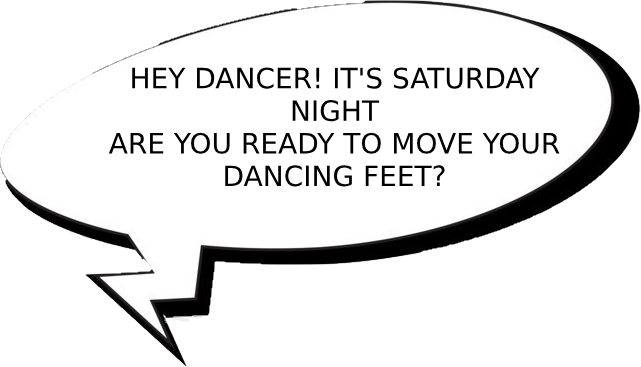 HEY DANCER! IT'S SATURDAY
NIGHT
ARE YOU READY TO MOVE YOUR
DANCING FEET?